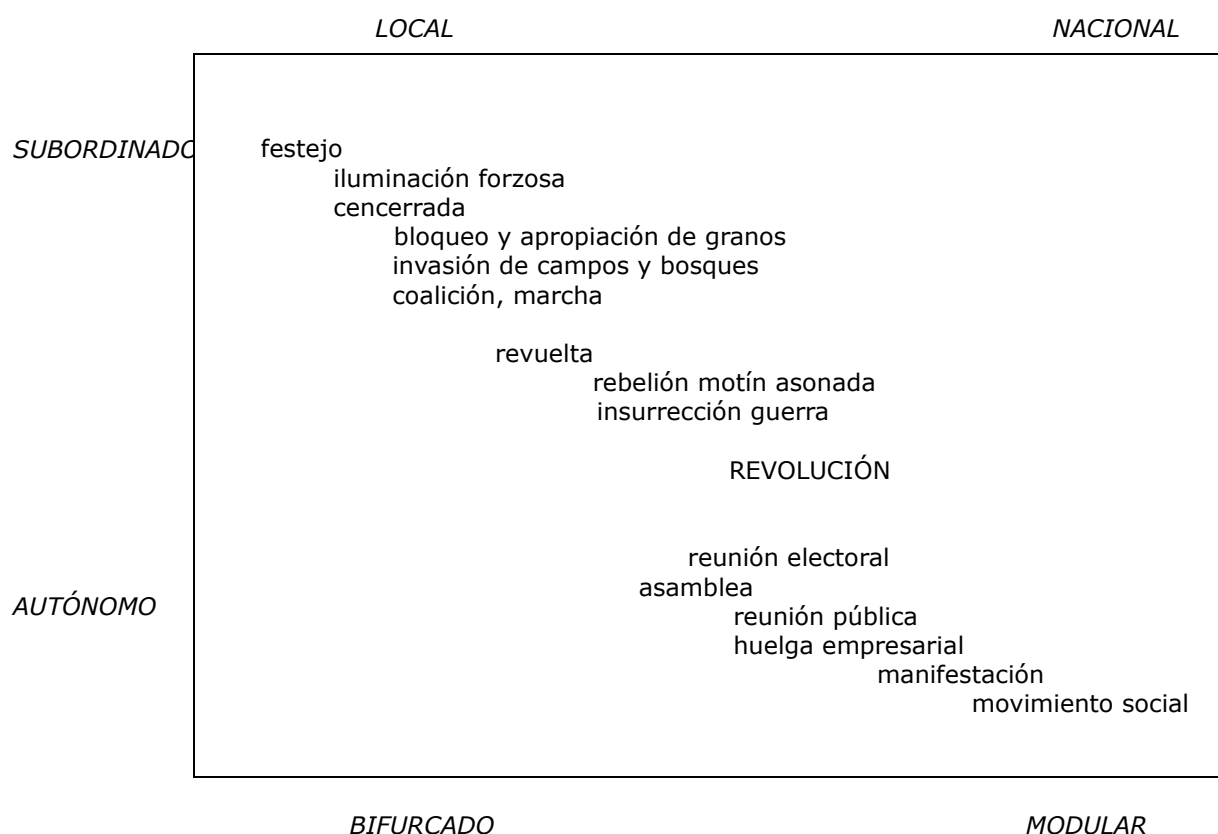 LOCAL NACIONAL
SUBORDINADO festejo
iluminación forzosa
cencerrada
bloqueo y apropiación de granos
invasión de campos y bosques
coalición, marcha
revuelta
rebelión motín asonada
insurrección guerra
REVOLUCIÓN
reunión electoral
asamblea
AUTÓNOMO
reunión pública
huelga empresarial
manifestación
movimiento social
BIFURCADO MODULAR